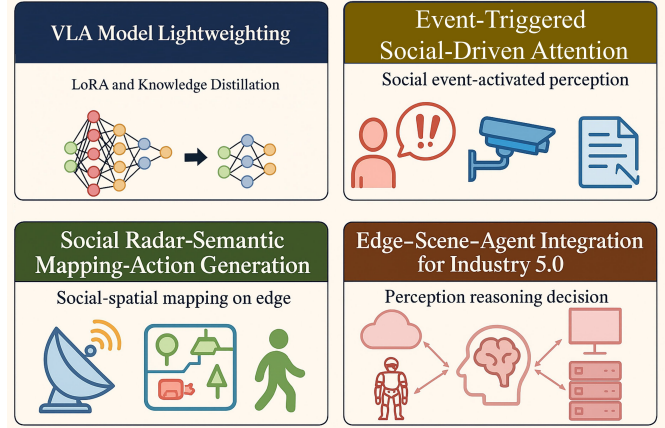 VLA Model Lightweighting
LoRA and Knowledge Distillation
Event-Triggered
Social-Driven Attention
Social event-activated perception
!!
Social Radar-Semantic
Mapping-Action Generation
Social-spatial mapping on edge
Edge–Scene–Agent Integration
for Industry 5.0
Perception reasoning decision